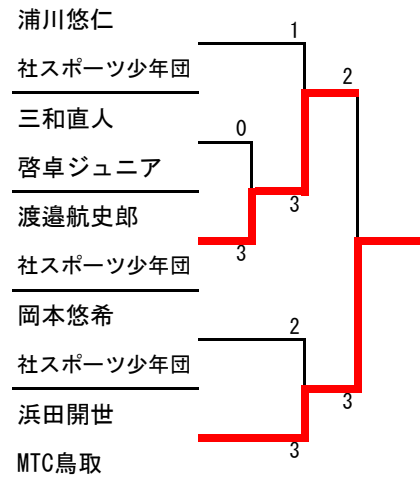 浦川悠仁
1
社スポーツ少年団
2
三和直人
0
啓卓ジュニア
渡邉航史郎
3
3
社スポーツ少年団
岡本悠希
2
社スポーツ少年団
浜田開世
3
3
MTC鳥取